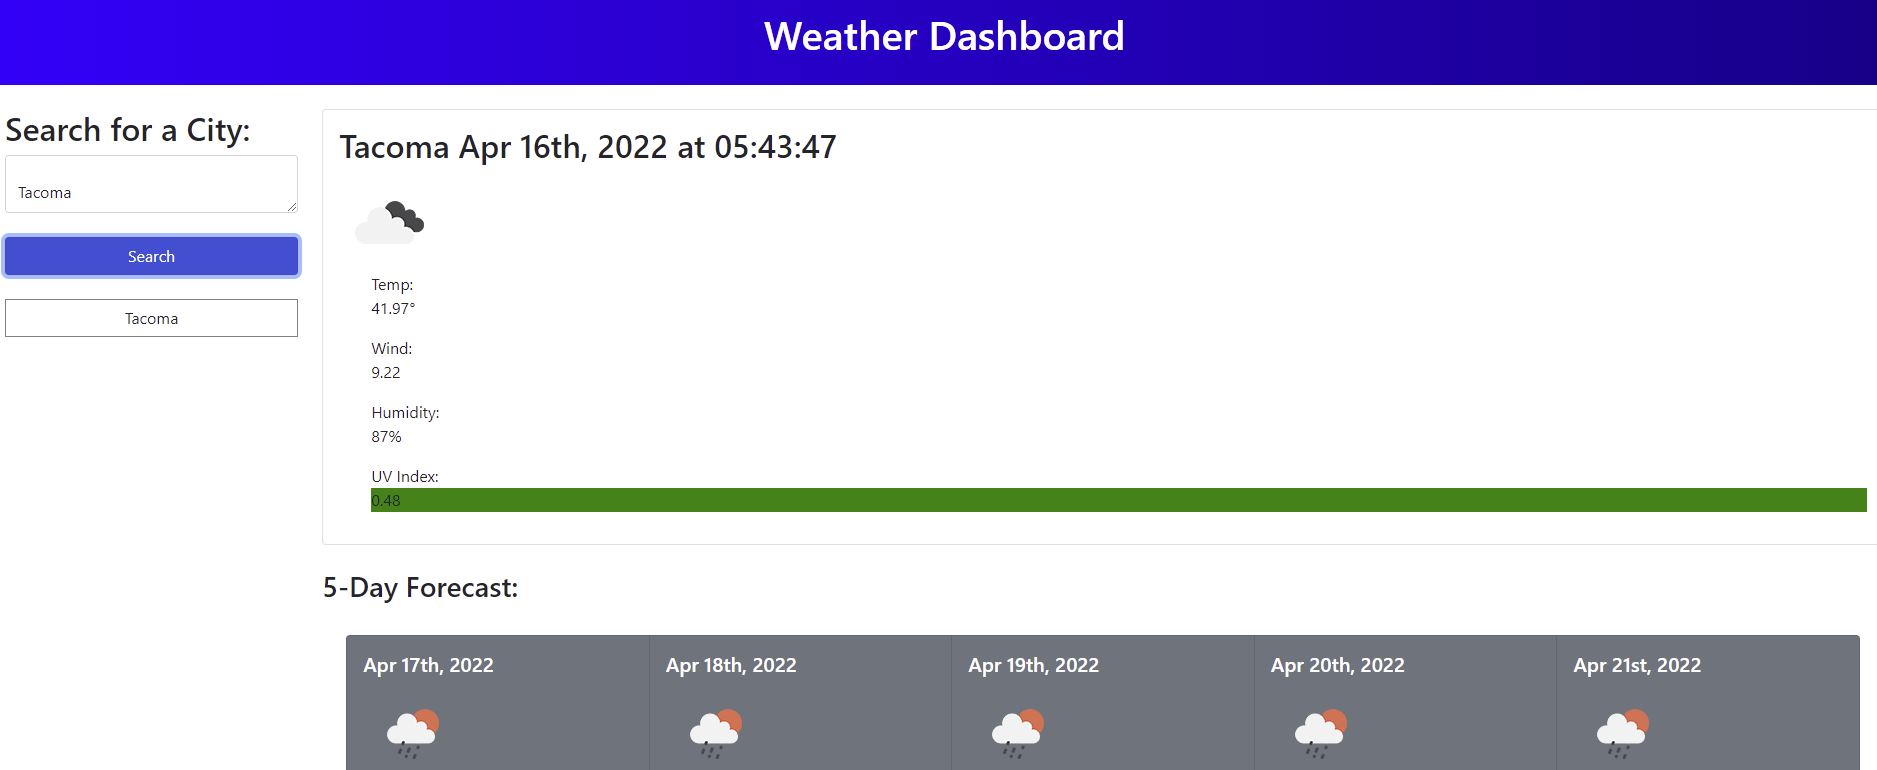 Weather Dashboard
Search for a City:
Tacoma
Search
Tacoma
Tacoma Apr 16th, 2022 at 05:43:47
Temp:
41.97°
Wind:
9.22
Humidity:
87%
UV Index:
0.48
5-Day Forecast:
Apr 17th, 2022
Apr 18th, 2022
Apr 19th, 2022
Apr 20th, 2022
Apr 21st, 2022